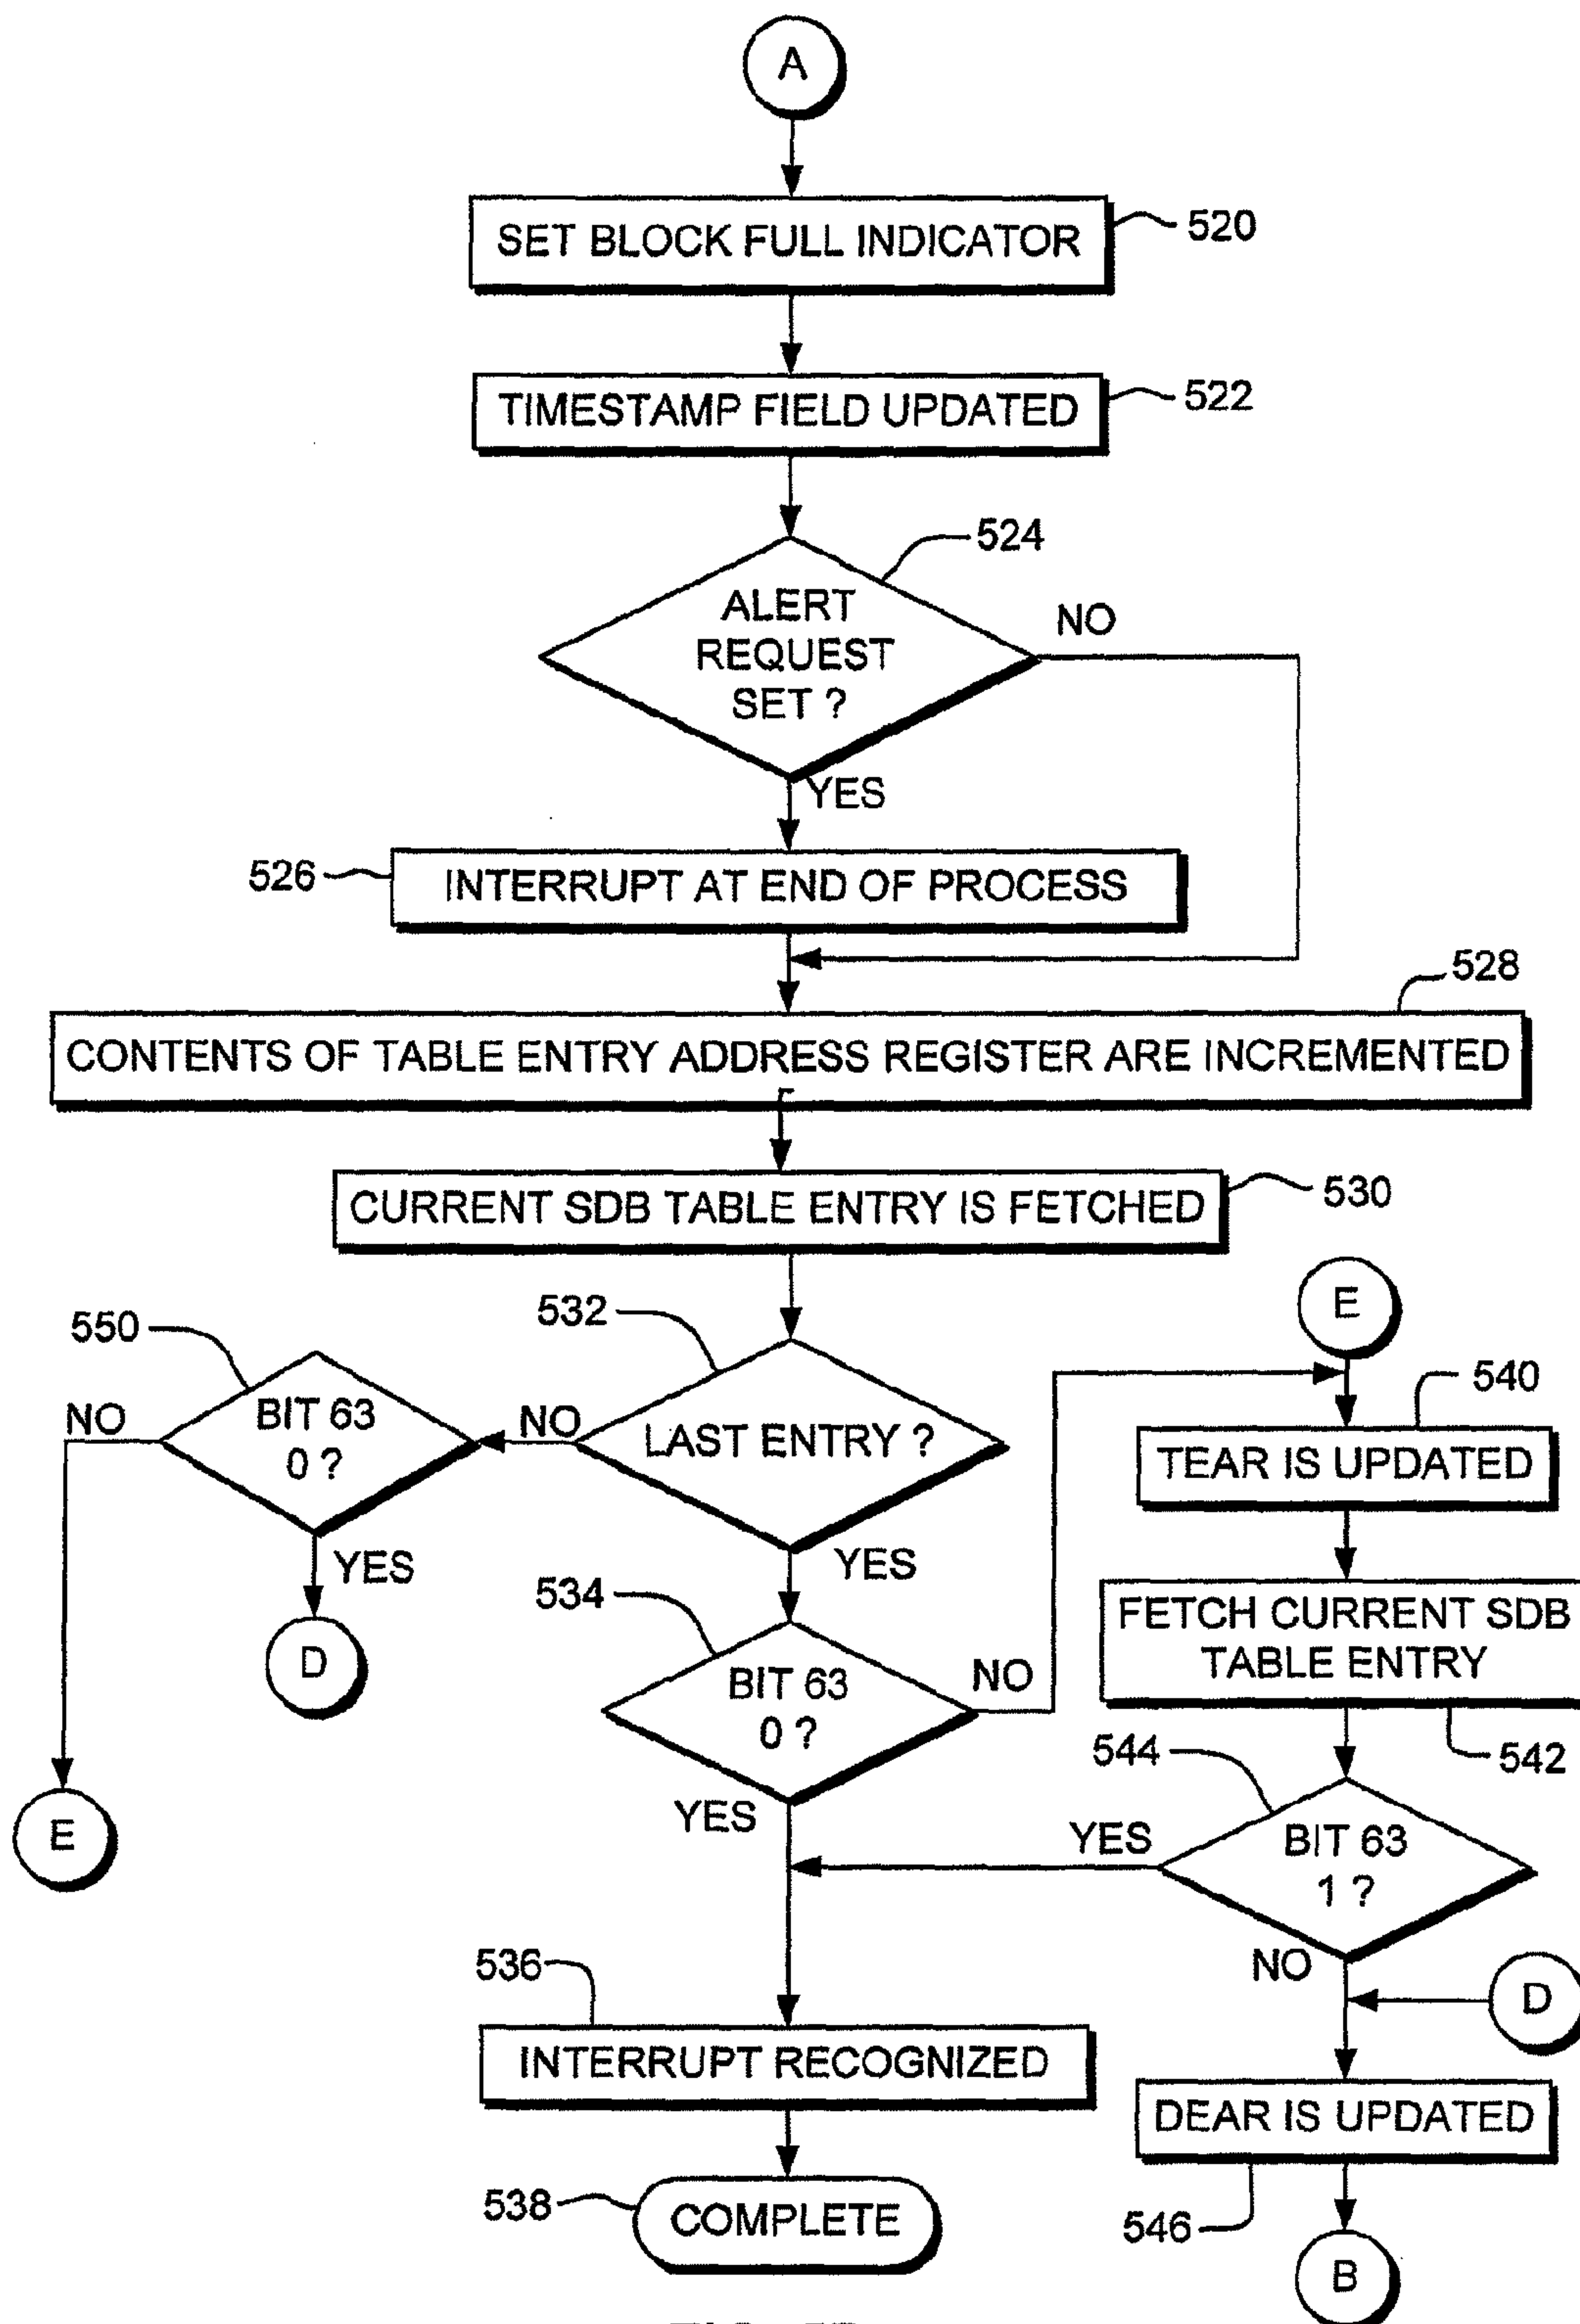 A
SET BLOCK FULL INDICATOR
520
TIMESTAMP FIELD UPDATED
522
524
ALERT
REQUEST
SET ?
NO
YES
526
INTERRUPT AT END OF PROCESS
528
CONTENTS OF TABLE ENTRY ADDRESS REGISTER ARE INCREMENTED
CURRENT SDB TABLE ENTRY IS FETCHED
530
E
550
532
540
NO
BIT 63
0 ?
NO
LAST ENTRY ?
TEAR IS UPDATED
YES
YES
534
FETCH CURRENT SDB
TABLE ENTRY
D
BIT 63
0 ?
NO
544
542
E
YES
YES
BIT 63
1 ?
536
NO
D
INTERRUPT RECOGNIZED
DEAR IS UPDATED
538
COMPLETE
546
B